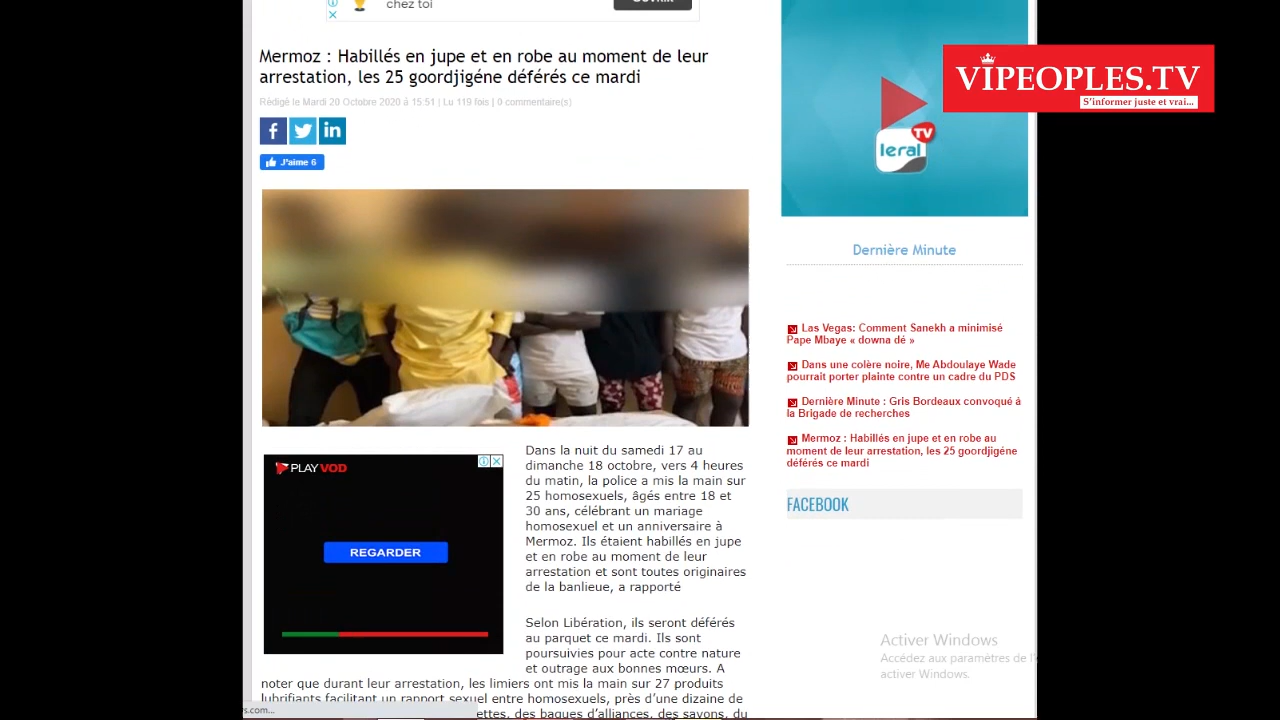 chez toi
Mermoz : Habillés en jupe et en robe au moment de leur
arrestation, les 25 goordjigéne déférés ce mardi
Rédigé le Mardi 20 Octobre 2020 à 15:51 | Lu 119 fois | 0 commentaire(s)
J'aime 6
Dans la nuit du samedi 17 au
dimanche 18 octobre, vers 4 heures
du matin, la police a mis la main sur
25 homosexuels, âgés entre 18 et
30 ans, célébrant un mariage
homosexuel et un anniversaire à
Mermoz. Ils étaient habillés en jupe
et en robe au moment de leur
arrestation et sont toutes originaires
de la banlieue, a rapporté
Selon Libération, ils seront déférés
au parquet ce mardi. Ils sont
poursuivies pour acte contre nature
et outrage aux bonnes mœurs. A
noter que durant leur arrestation, les limiers ont mis la main sur 27 produits
lubrifiants facilitant un rapport sexuel entre homosexuels, près d'une dizaine de
ettes, des bagues d'alliances, des savons, du
PLAYVOD
REGARDER
s.com...
VIPEOPLES.TV
S'informer juste et vrai...
leral TV
Dernière Minute
Las Vegas: Comment Sanekh a minimisé
Pape Mbaye « downa dé »
Dans une colère noire, Me Abdoulaye Wade
pourrait porter plainte contre un cadre du PDS
Dernière Minute : Gris Bordeaux convoqué à
la Brigade de recherches
Mermoz : Habillés en jupe et en robe au
moment de leur arrestation, les 25 goordjigéne
déférés ce mardi
FACEBOOK
Activer Windows
Accédez aux paramètres de l'
activer Windows.